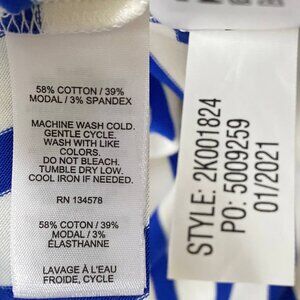 58% COTTON / 39%
MODAL / 3% SPANDEX
MACHINE WASH COLD.
GENTLE CYCLE.
WASH WITH LIKE
COLORS.
DO NOT BLEACH.
TUMBLE DRY LOW.
COOL IRON IF NEEDED.
RN 134578
58% COTTON / 39%
MODAL / 3%
ÉLASTHANNE
LAVAGE À L'EAU
FROIDE, CYCLE
STYLE: 2K001824
PO: 5009259
01/2021